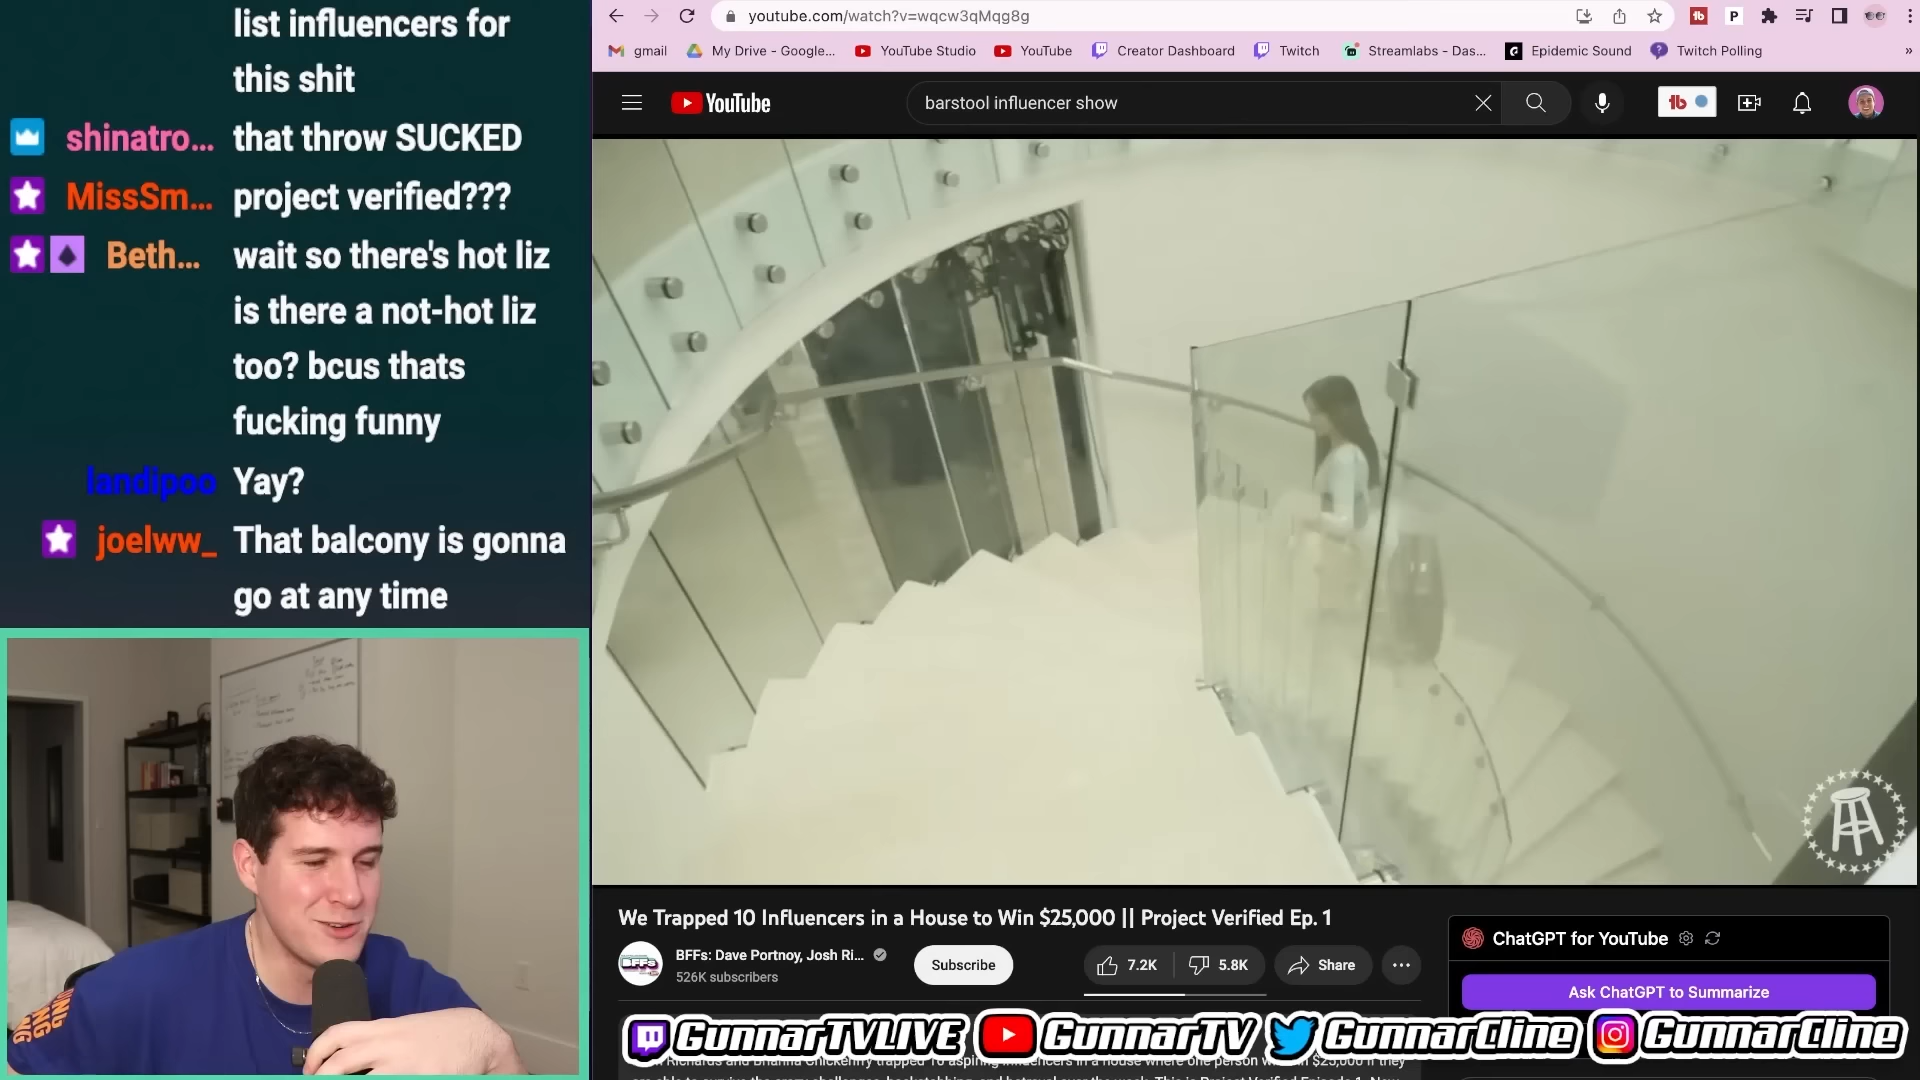 list influencers for
this shit
shinatro... that throw SUCKED
MissSm... project verified???
Beth... wait so there's hot liz
is there a not-hot liz
too? bcus thats
fucking funny
landipoo Yay?
joelww_ That balcony is gonna
go at any time
youtube.com/watch?v=wqcw3qMqg8g
gmail My Drive - Google... YouTube Studio YouTube Creator Dashboard Twitch Streamlabs - Das... Epidemic Sound Twitch Polling »
YouTube barstool influencer show
We Trapped 10 Influencers in a House to Win $25,000 || Project Verified Ep. 1
BFFs: Dave Portnoy, Josh Ri...
526K subscribers
Subscribe
7.2K 5.8K Share
ChatGPT for YouTube
Ask ChatGPT to Summarize
GunnarTVLIVE GunnarTV GunnarCline GunnarCline